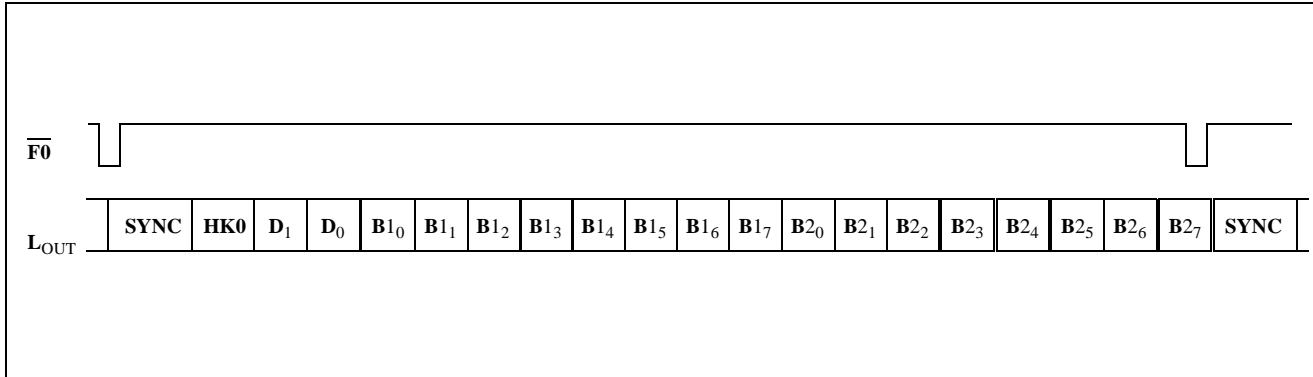 F0
L_OUT SYNC HK0 D₁ D₀ B1₀ B1₁ B1₂ B1₃ B1₄ B1₅ B1₆ B1₇ B2₀ B2₁ B2₂ B2₃ B2₄ B2₅ B2₆ B2₇ SYNC